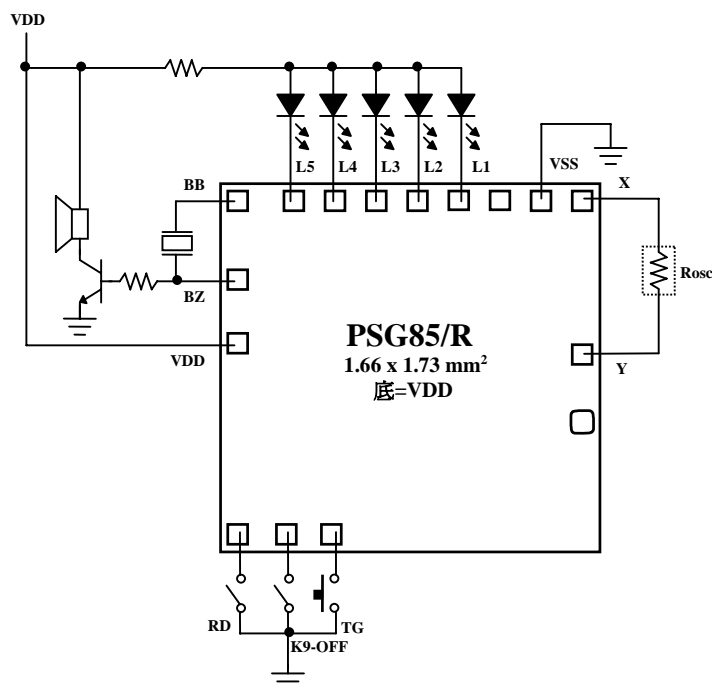 VDD
L5
L4
L3
L2
L1
VSS
BB
X
Rosc
BZ
PSG85/R
1.66 x 1.73 mm²
底=VDD
VDD
Y
RD
K9-OFF
TG